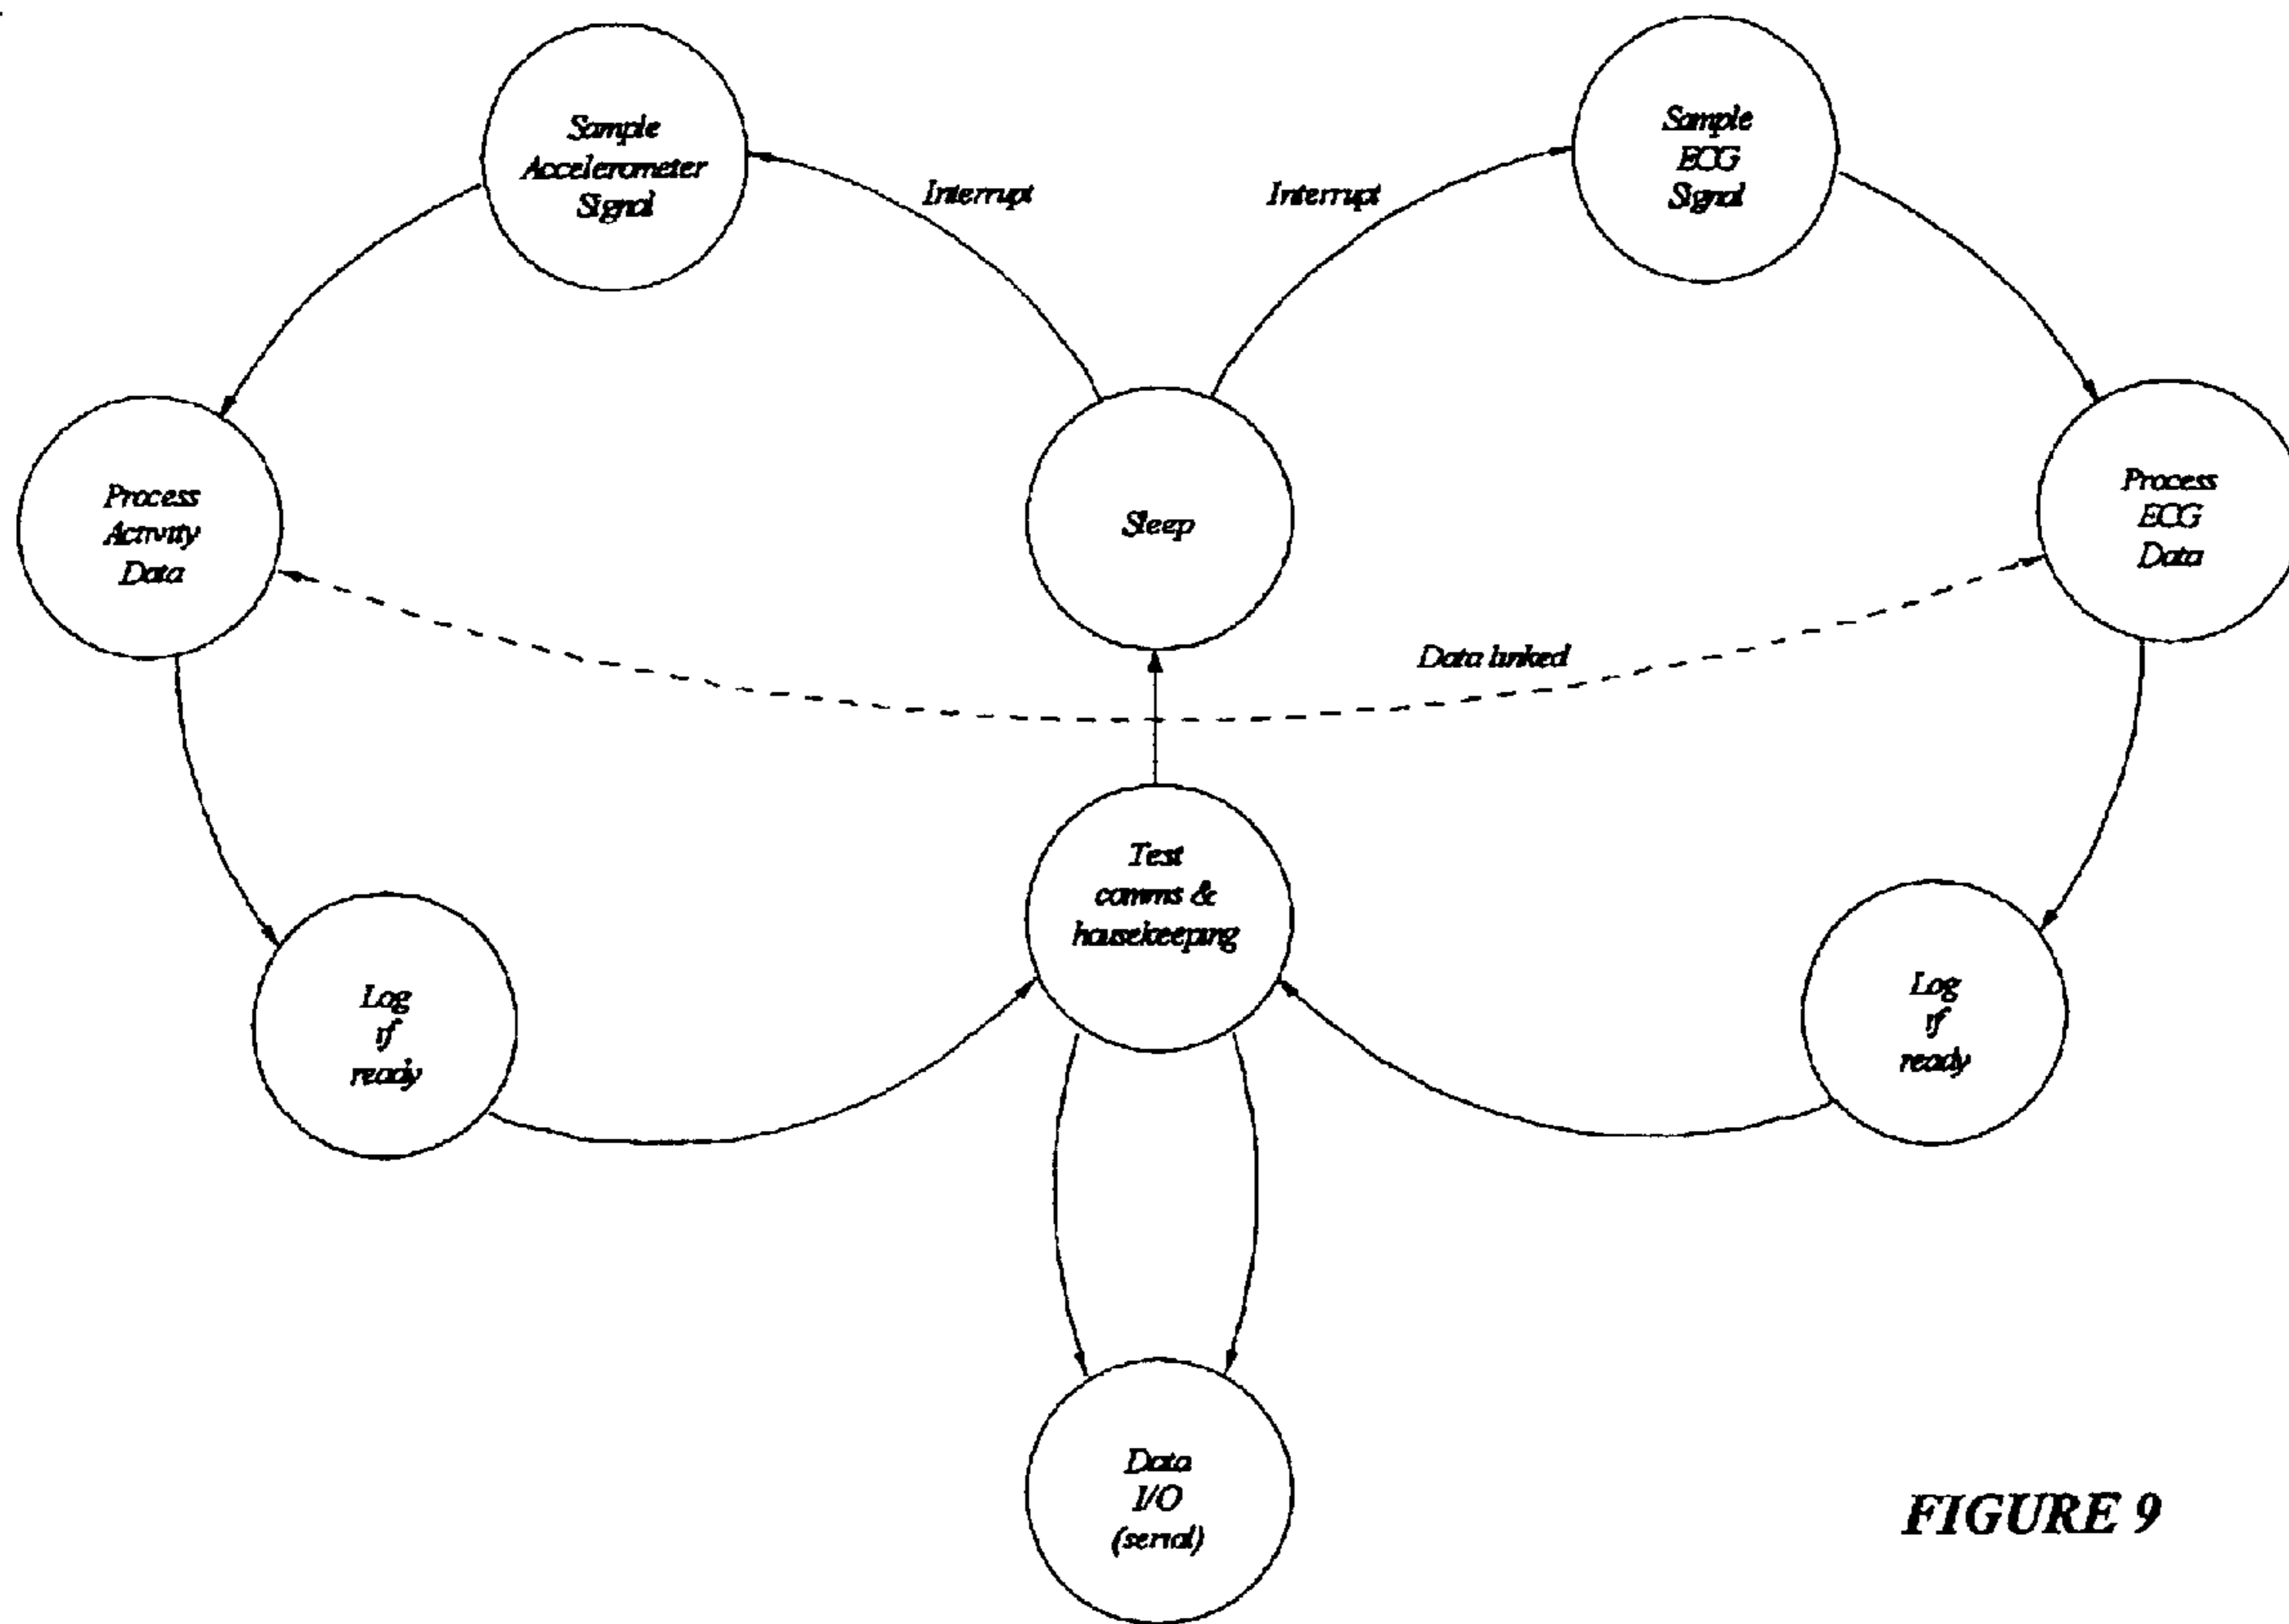 Sample
Accelerometer
Signal
Interrupt
Interrupt
Sample
ECG
Signal
Process
Activity
Data
Sleep
Process
ECG
Data
Data linked
Test
comms &
housekeeping
Log
if
ready
Log
if
ready
Data
I/O
(serial)
FIGURE 9